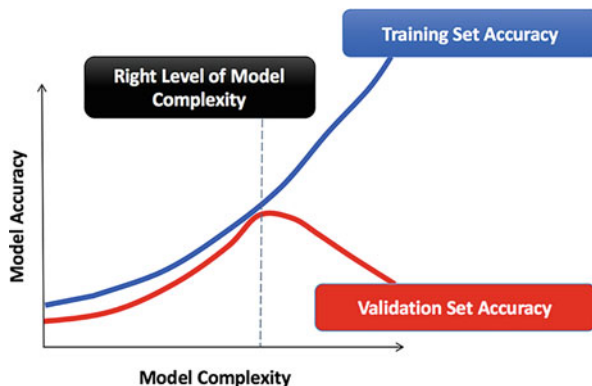 Training Set Accuracy
Right Level of Model
Complexity
Model Accuracy
Validation Set Accuracy
Model Complexity